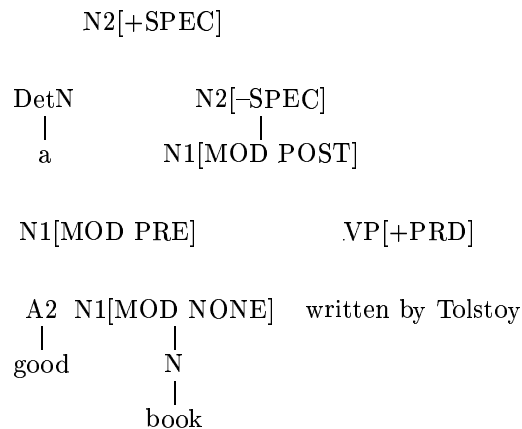 N2[+SPEC]
DetN N2[–SPEC]
a N1[MOD POST]
N1[MOD PRE] VP[+PRD]
A2 N1[MOD NONE] written by Tolstoy
good N
book